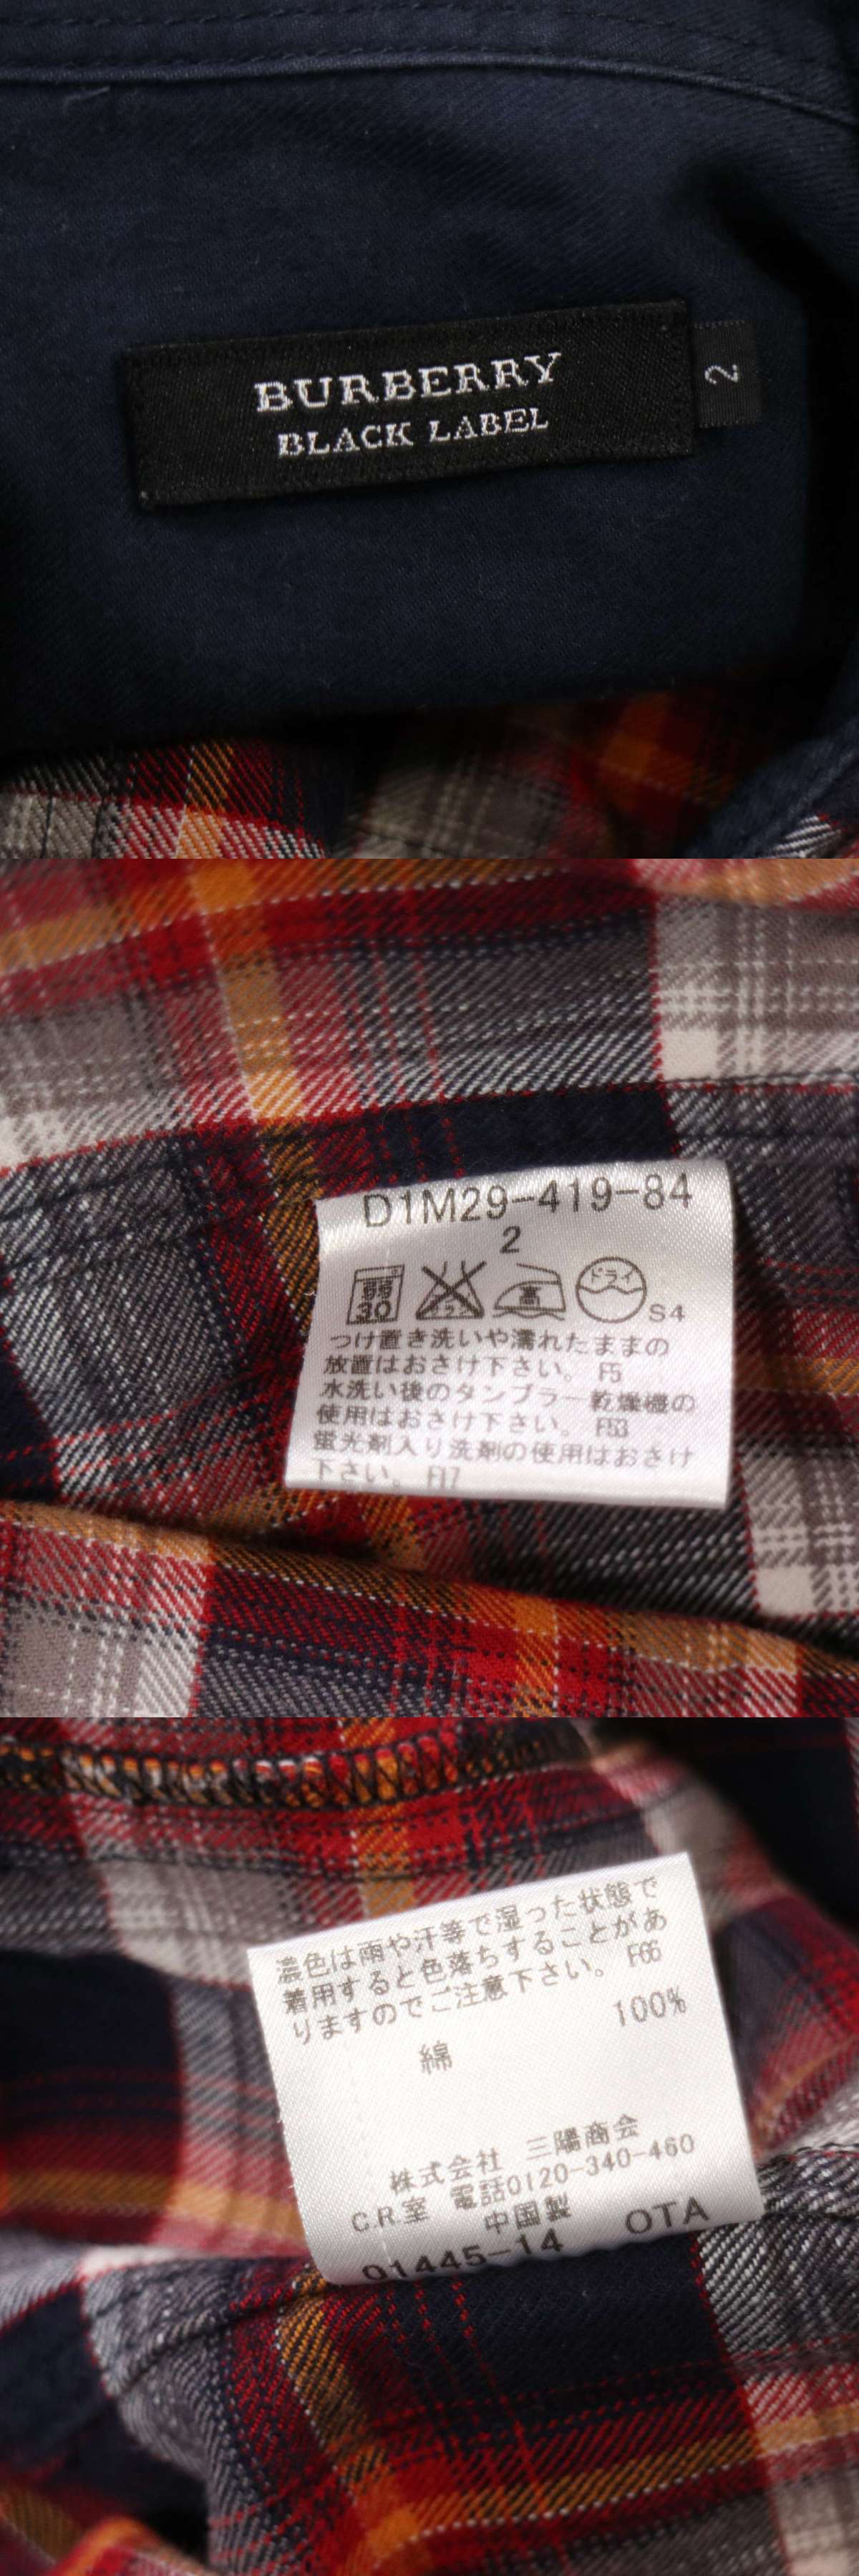 BURBERRY
BLACK LABEL
2
D1M29-419-84
2
弱
30
高
ドライ
S4
つけ置き洗いや濡れたままの
放置はおさけ下さい。 F5
水洗い後のタンブラー乾燥機の
使用はおさけ下さい。 F53
蛍光剤入り洗剤の使用はおさけ
下さい。 F17
濃色は雨や汗等で湿った状態で
着用すると色落ちすることがあ
りますのでご注意下さい。 F66
綿 100%
株式会社 三陽商会
C.R.室 電話0120-340-460
中国製
01445-14 OTA